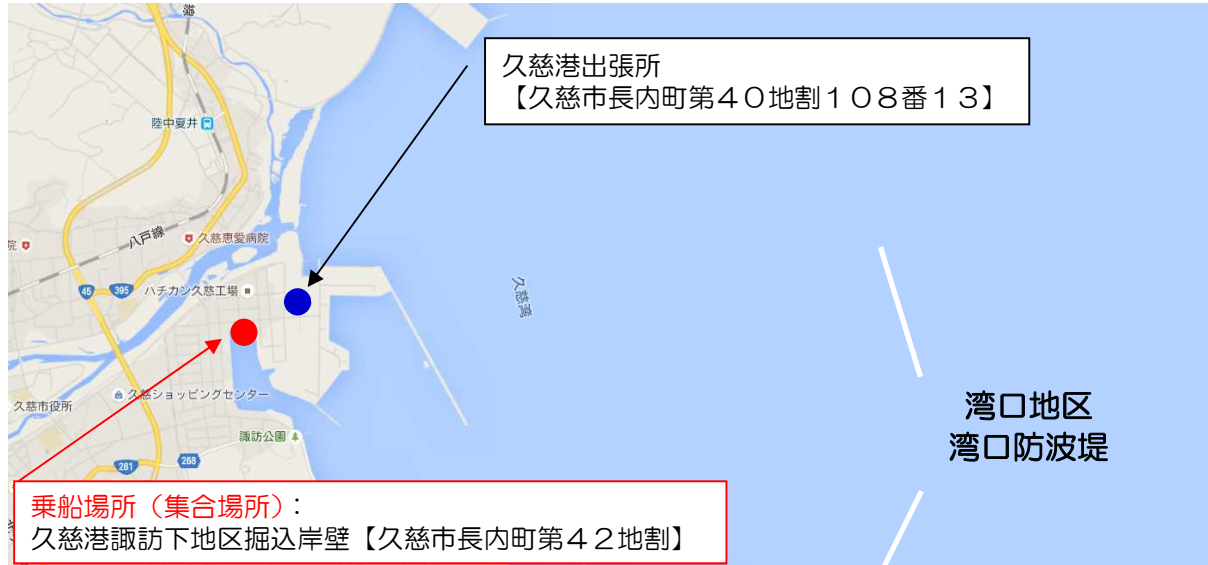 久慈港出張所
【久慈市長内町第40地割108番13】
陸中夏井
八戸線
久慈恵愛病院
院
45
395
ハチカン久慈工場
久慈湾
久慈ショッピングセンター
久慈市役所
諏訪公園
281
268
湾口地区
湾口防波堤
乗船場所（集合場所）：
久慈港諏訪下地区掘込岸壁【久慈市長内町第42地割】